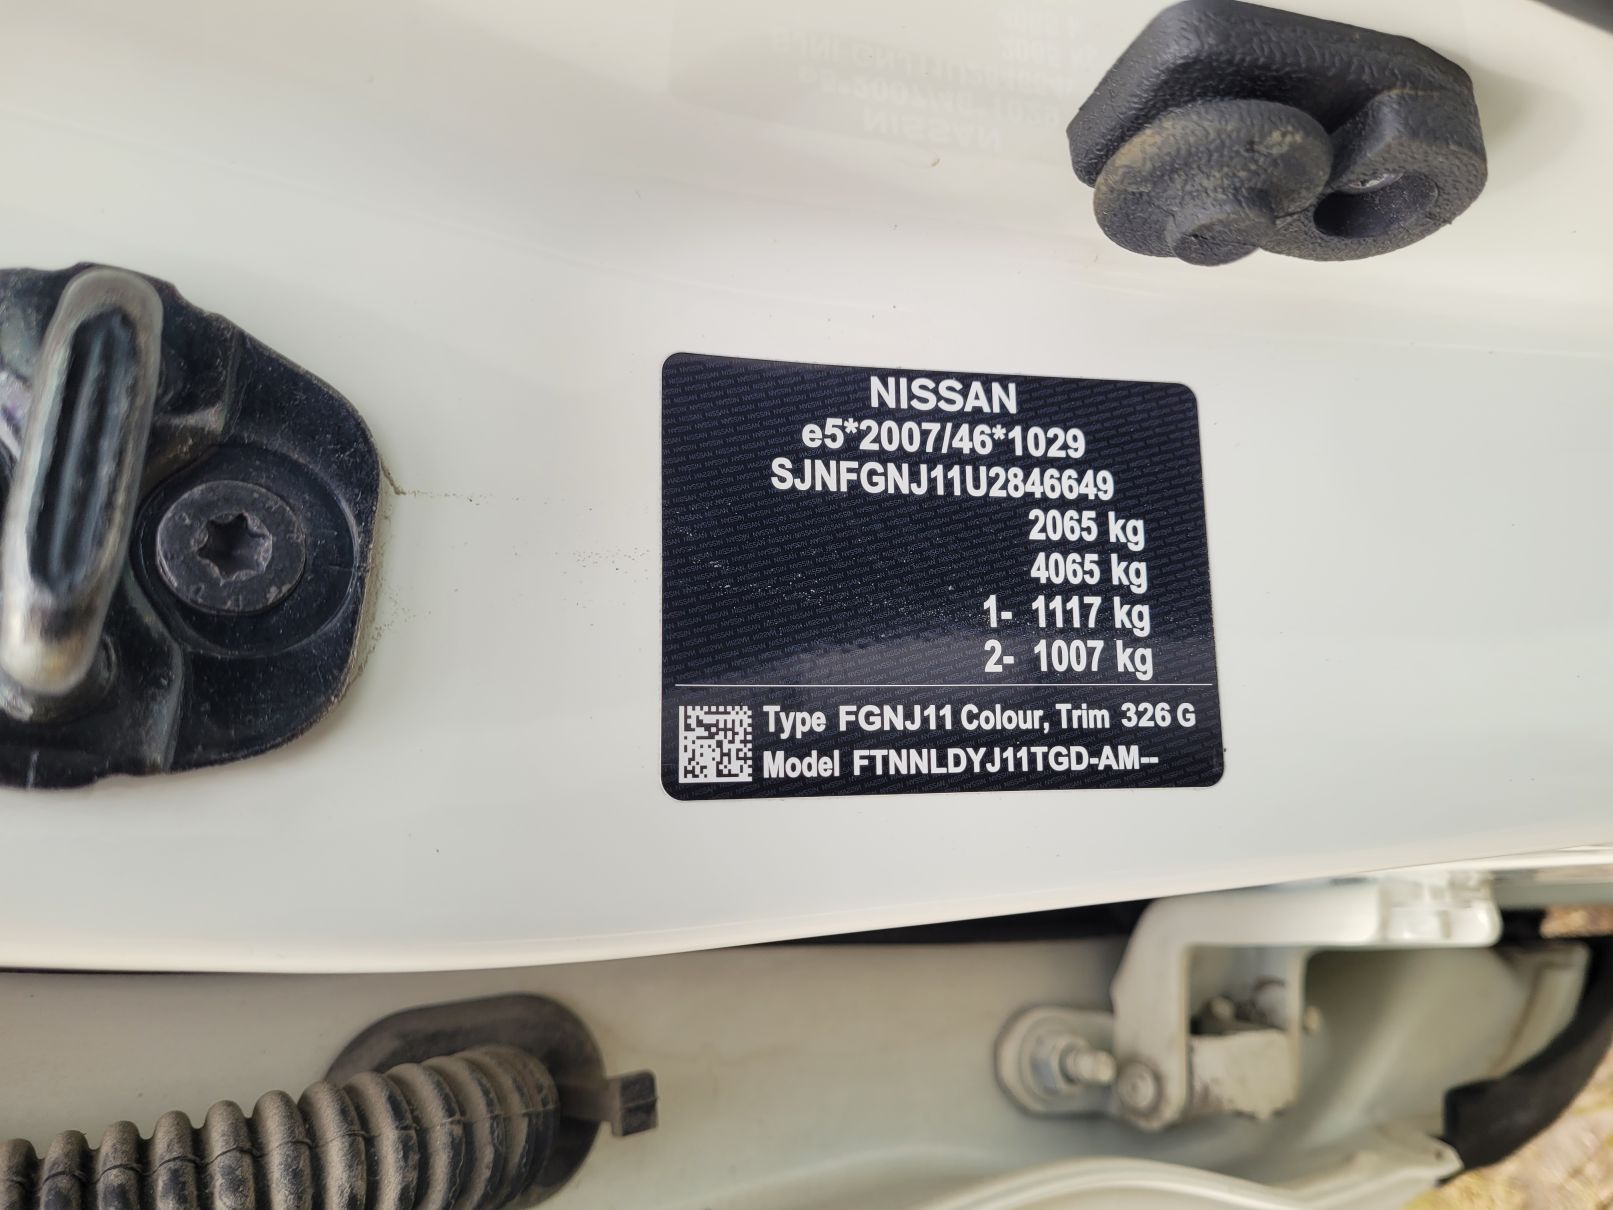 NISSAN
e5*2007/46*1029
SJNFGNJ11U2846649
2065 kg
4065 kg
1- 1117 kg
2- 1007 kg
Type FGNJ11 Colour, Trim 326 G
Model FTNNLDYJ11TGD-AM--